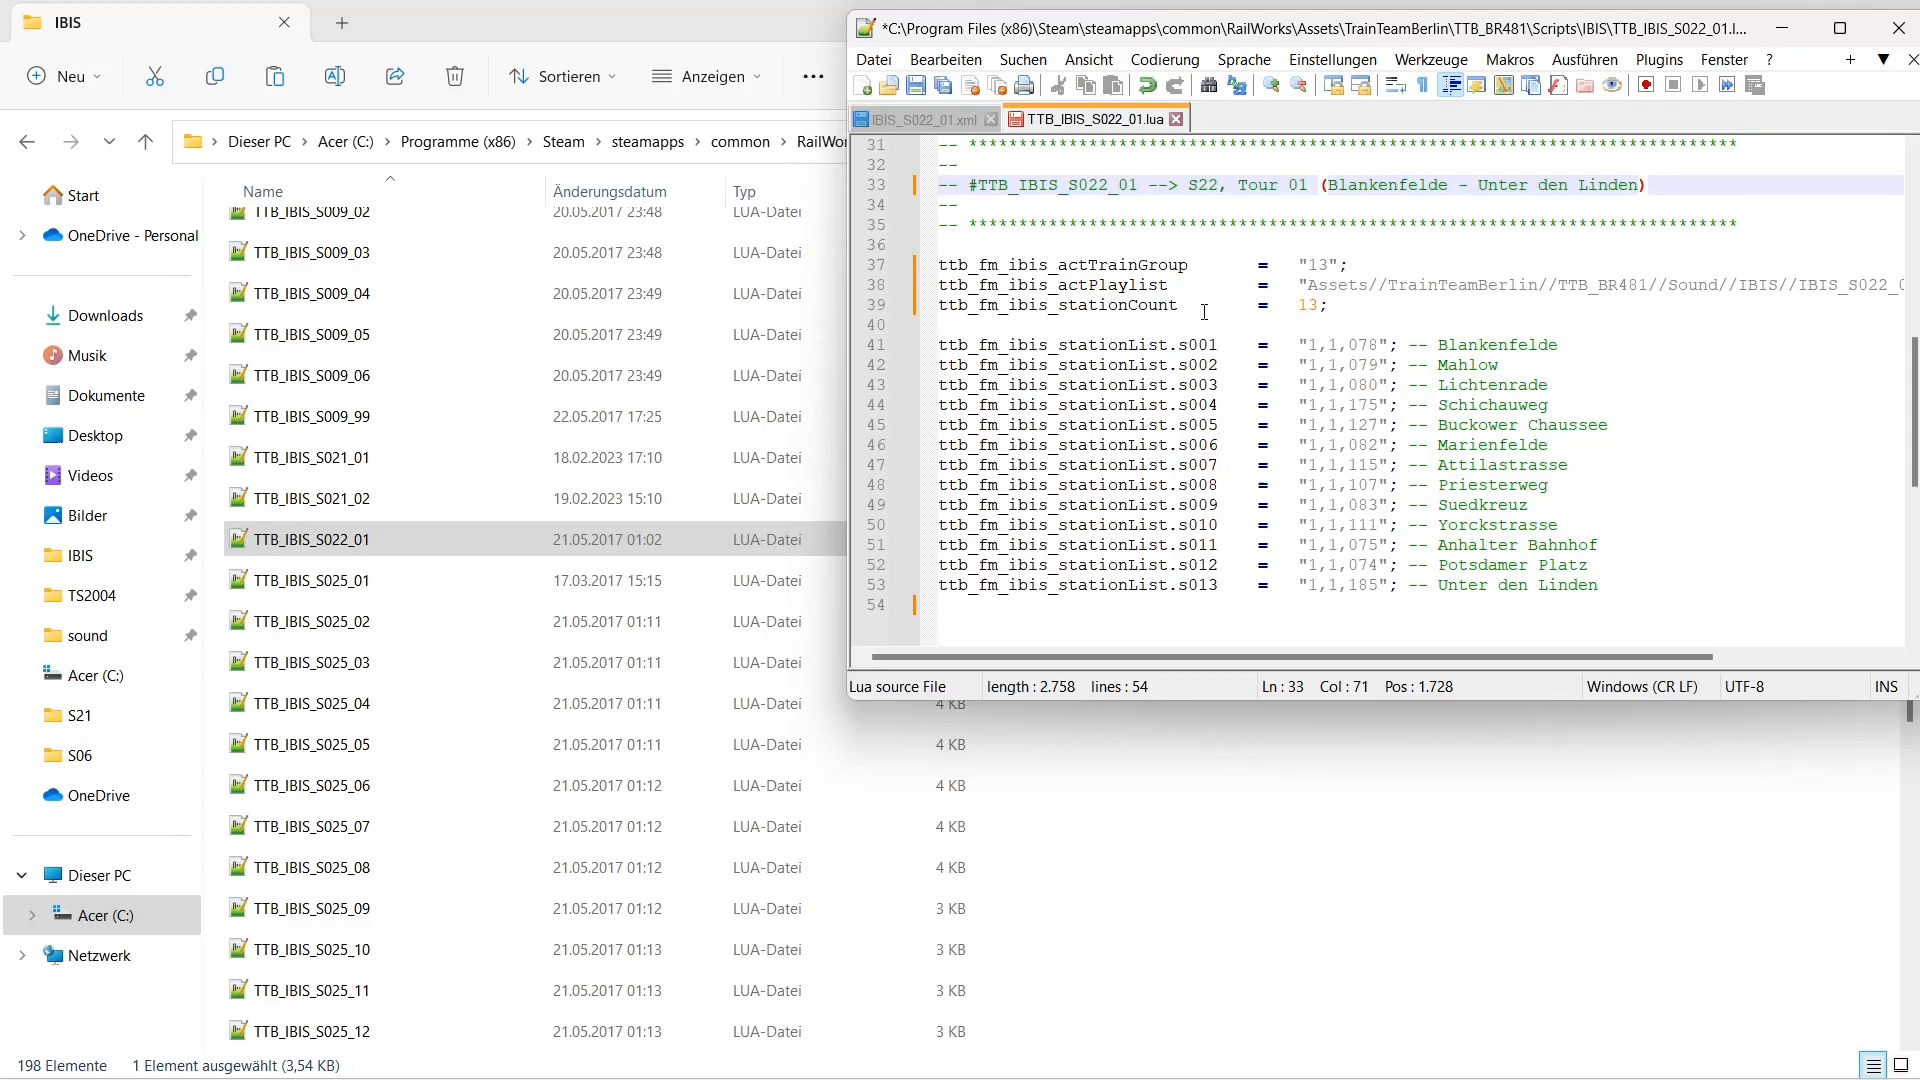 IBIS
Neu
Sortieren
Anzeigen
Dieser PC
Acer (C:)
Programme (x86)
Steam
steamapps
common
Start
OneDrive - Personal
Downloads
Musik
Dokumente
Desktop
Videos
Bilder
IBIS
TS2004
sound
Acer (C:)
S21
S06
OneDrive
Dieser PC
Acer (C:)
Netzwerk
Name Änderungsdatum Typ
TTB_IBIS_S009_02 20.05.2017 23:48 LUA-Datei
TTB_IBIS_S009_03 20.05.2017 23:48 LUA-Datei
TTB_IBIS_S009_04 20.05.2017 23:49 LUA-Datei
TTB_IBIS_S009_05 20.05.2017 23:49 LUA-Datei
TTB_IBIS_S009_06 20.05.2017 23:49 LUA-Datei
TTB_IBIS_S009_99 22.05.2017 17:25 LUA-Datei
TTB_IBIS_S021_01 18.02.2023 17:10 LUA-Datei
TTB_IBIS_S021_02 19.02.2023 15:10 LUA-Datei
TTB_IBIS_S022_01 21.05.2017 01:02 LUA-Datei
TTB_IBIS_S025_01 17.03.2017 15:15 LUA-Datei
TTB_IBIS_S025_02 21.05.2017 01:11 LUA-Datei
TTB_IBIS_S025_03 21.05.2017 01:11 LUA-Datei
TTB_IBIS_S025_04 21.05.2017 01:11 LUA-Datei 4 KB
TTB_IBIS_S025_05 21.05.2017 01:11 LUA-Datei 4 KB
TTB_IBIS_S025_06 21.05.2017 01:12 LUA-Datei 4 KB
TTB_IBIS_S025_07 21.05.2017 01:12 LUA-Datei 4 KB
TTB_IBIS_S025_08 21.05.2017 01:12 LUA-Datei 4 KB
TTB_IBIS_S025_09 21.05.2017 01:12 LUA-Datei 3 KB
TTB_IBIS_S025_10 21.05.2017 01:13 LUA-Datei 3 KB
TTB_IBIS_S025_11 21.05.2017 01:13 LUA-Datei 3 KB
TTB_IBIS_S025_12 21.05.2017 01:13 LUA-Datei 3 KB
198 Elemente 1 Element ausgewählt (3,54 KB)
*C:\Program Files (x86)\Steam\steamapps\common\RailWorks\Assets\TrainTeamBerlin\TTB_BR481\Scripts\IBIS\TTB_IBIS_S022_01.l...
Datei Bearbeiten Suchen Ansicht Codierung Sprache Einstellungen Werkzeuge Makros Ausführen Plugins Fenster ?
IBIS_S022_01.xml TTB_IBIS_S022_01.lua
31 -- *****************************************************************************
32 --
33 -- #TTB_IBIS_S022_01 --> S22, Tour 01 (Blankenfelde - Unter den Linden)
34 --
35 -- *****************************************************************************
36
37 ttb_fm_ibis_actTrainGroup = "13";
38 ttb_fm_ibis_actPlaylist = "Assets//TrainTeamBerlin//TTB_BR481//Sound//IBIS//IBIS_S022_0
39 ttb_fm_ibis_stationCount = 13;
40
41 ttb_fm_ibis_stationList.s001 = "1,1,078"; -- Blankenfelde
42 ttb_fm_ibis_stationList.s002 = "1,1,079"; -- Mahlow
43 ttb_fm_ibis_stationList.s003 = "1,1,080"; -- Lichtenrade
44 ttb_fm_ibis_stationList.s004 = "1,1,175"; -- Schichauweg
45 ttb_fm_ibis_stationList.s005 = "1,1,127"; -- Buckower Chaussee
46 ttb_fm_ibis_stationList.s006 = "1,1,082"; -- Marienfelde
47 ttb_fm_ibis_stationList.s007 = "1,1,115"; -- Attilastrasse
48 ttb_fm_ibis_stationList.s008 = "1,1,107"; -- Priesterweg
49 ttb_fm_ibis_stationList.s009 = "1,1,083"; -- Suedkreuz
50 ttb_fm_ibis_stationList.s010 = "1,1,111"; -- Yorckstrasse
51 ttb_fm_ibis_stationList.s011 = "1,1,075"; -- Anhalter Bahnhof
52 ttb_fm_ibis_stationList.s012 = "1,1,074"; -- Potsdamer Platz
53 ttb_fm_ibis_stationList.s013 = "1,1,185"; -- Unter den Linden
54
Lua source File length : 2.758 lines : 54 Ln : 33 Col : 71 Pos : 1.728 Windows (CR LF) UTF-8 INS